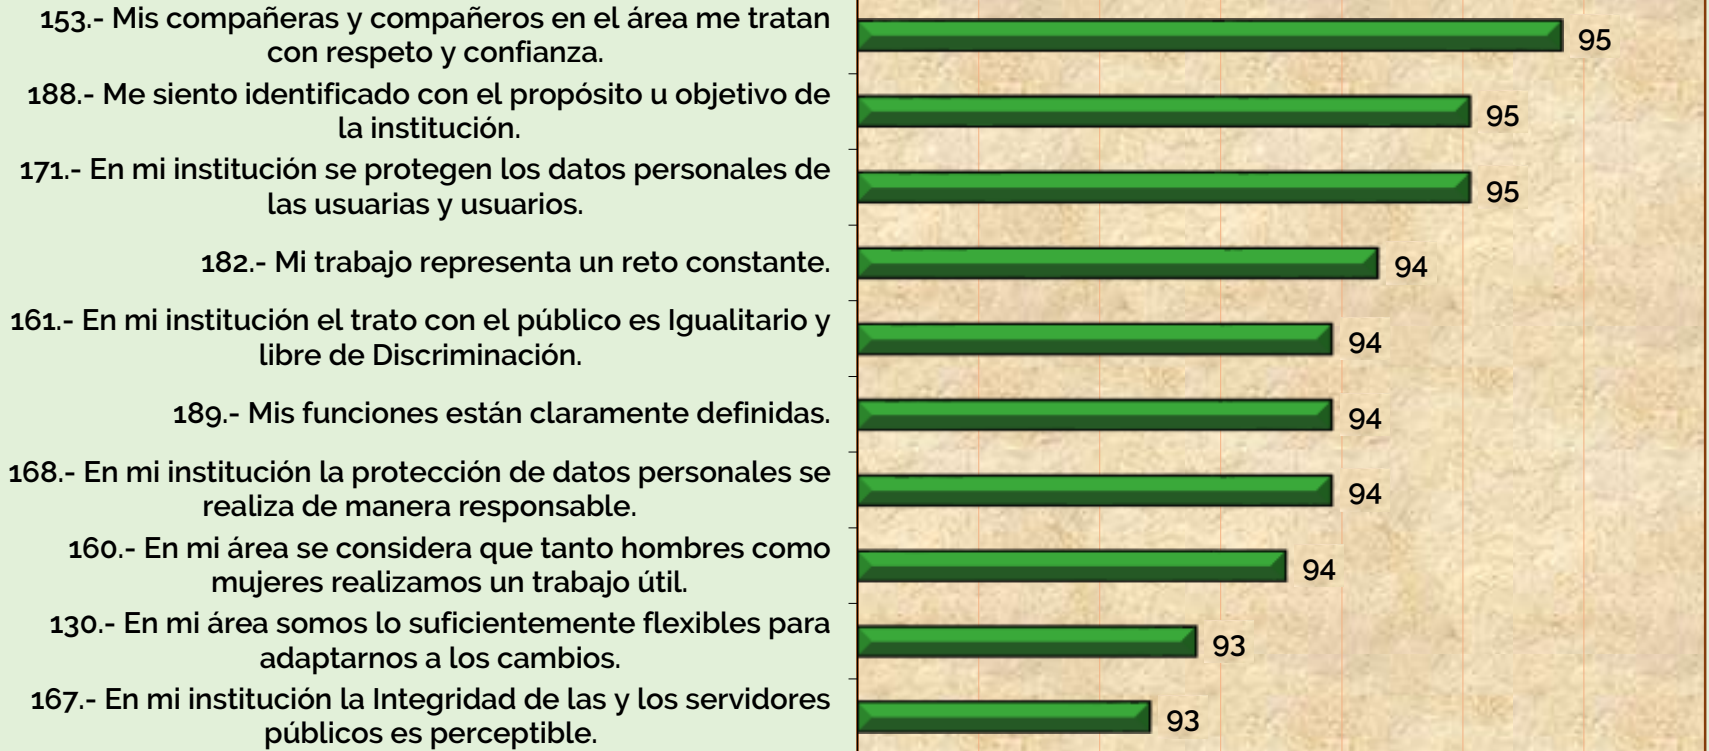 153.- Mis compañeras y compañeros en el área me tratan
con respeto y confianza.
95
188.- Me siento identificado con el propósito u objetivo de
la institución.
95
171.- En mi institución se protegen los datos personales de
las usuarias y usuarios.
95
182.- Mi trabajo representa un reto constante.
94
161.- En mi institución el trato con el público es Igualitario y
libre de Discriminación.
94
189.- Mis funciones están claramente definidas.
94
168.- En mi institución la protección de datos personales se
realiza de manera responsable.
94
160.- En mi área se considera que tanto hombres como
mujeres realizamos un trabajo útil.
94
130.- En mi área somos lo suficientemente flexibles para
adaptarnos a los cambios.
93
167.- En mi institución la Integridad de las y los servidores
públicos es perceptible.
93